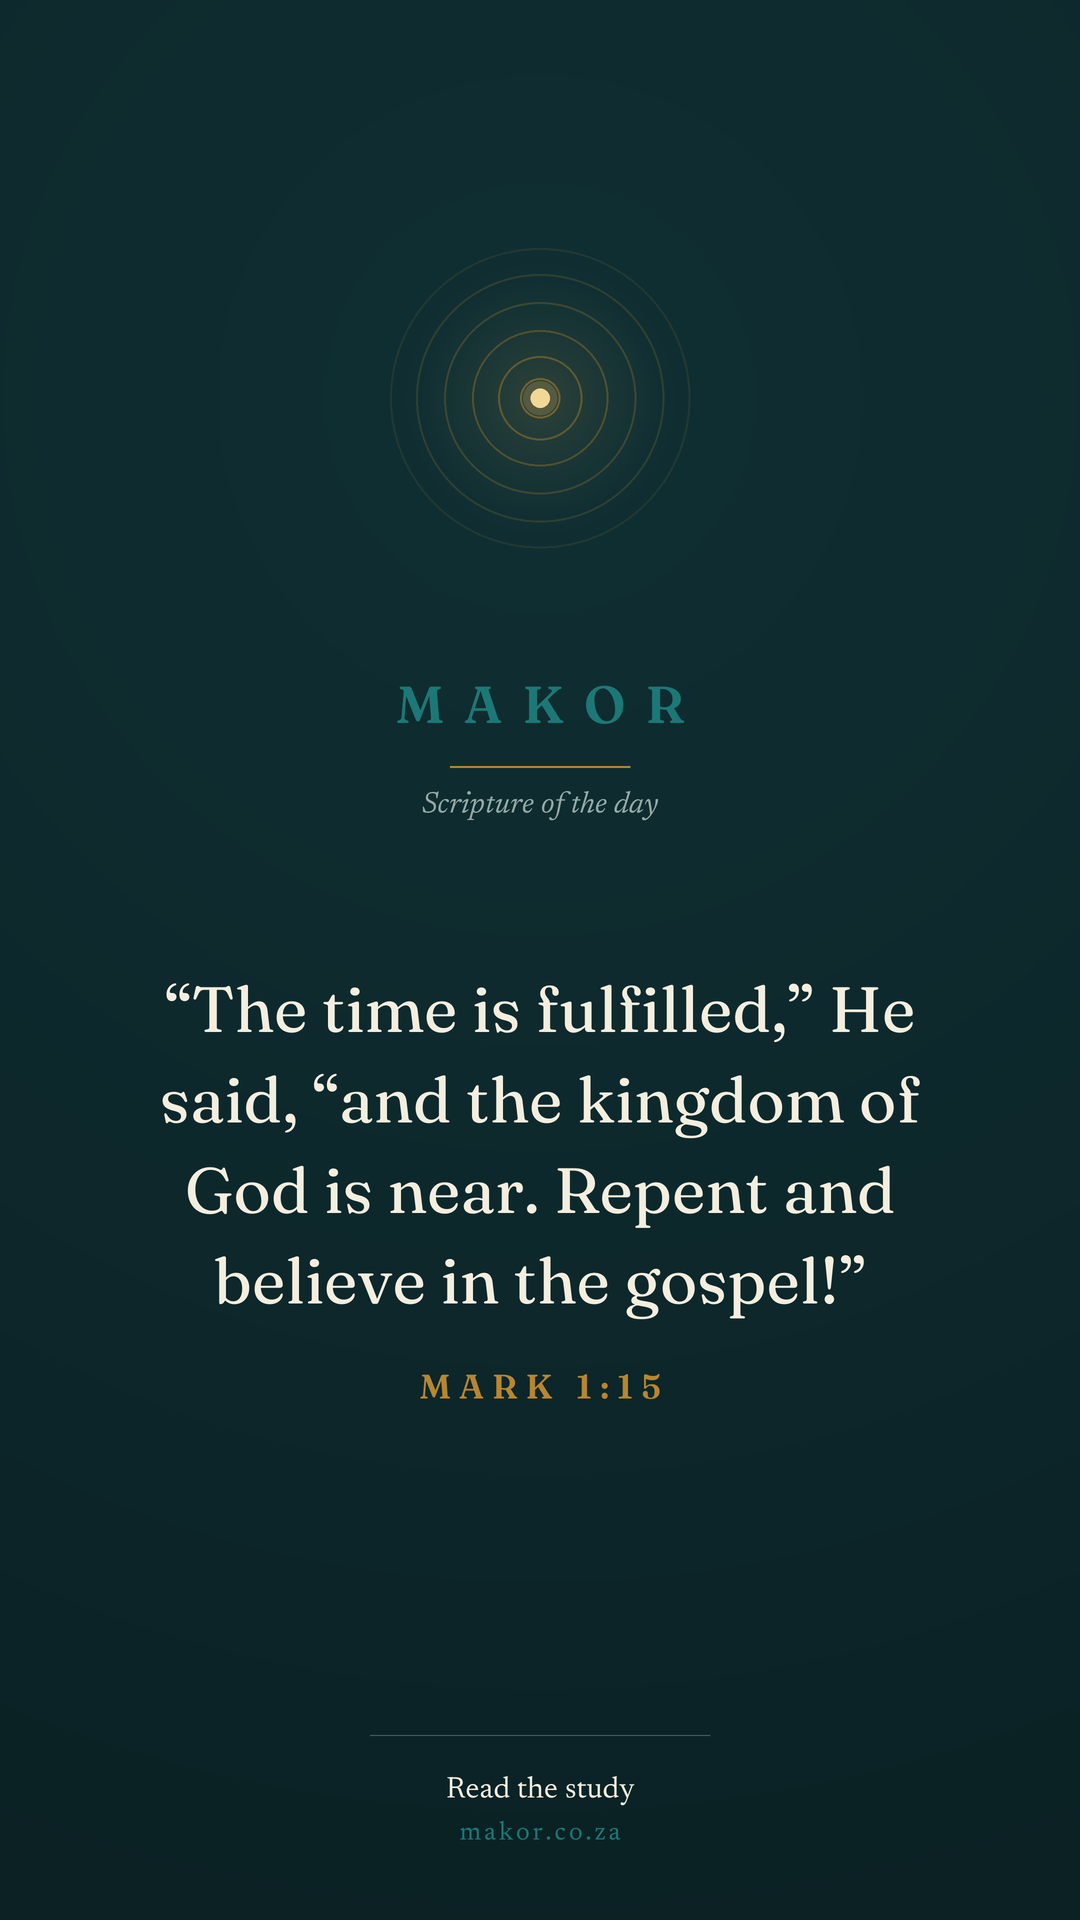 MAKOR
Scripture of the day
“The time is fulfilled,” He
said, “and the kingdom of
God is near. Repent and
believe in the gospel!”
MARK 1:15
Read the study
makor.co.za